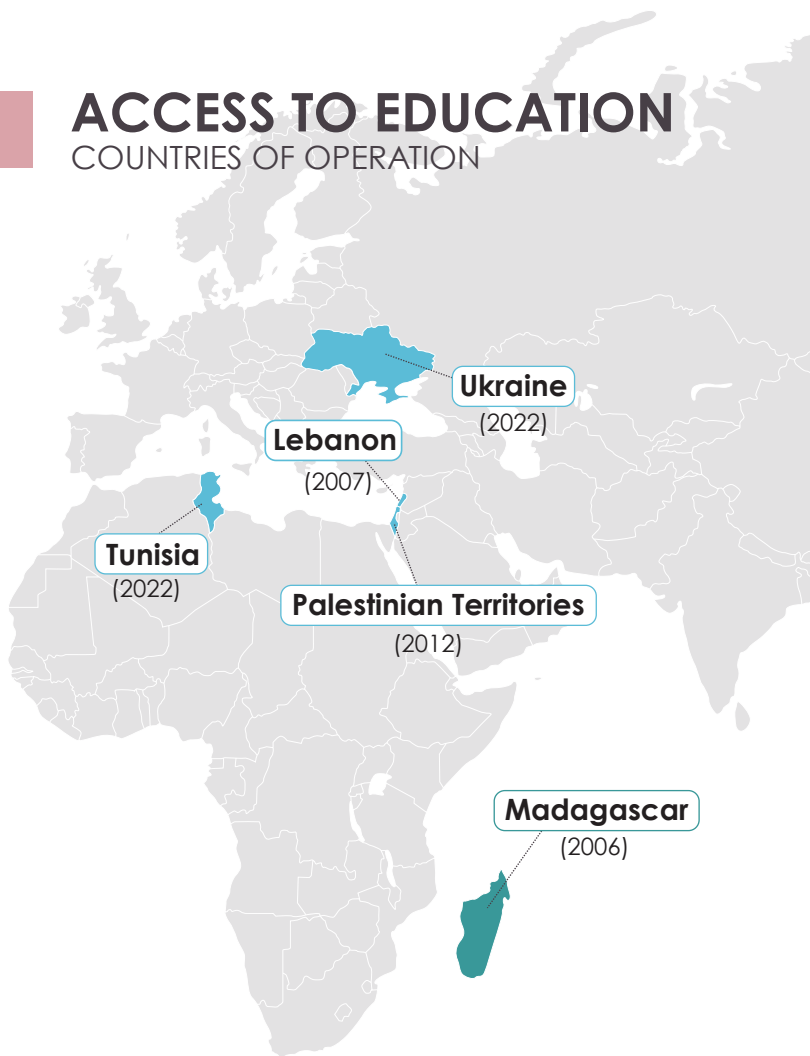 ACCESS TO EDUCATION
COUNTRIES OF OPERATION
Ukraine
(2022)
Lebanon
(2007)
Tunisia
(2022)
Palestinian Territories
(2012)
Madagascar
(2006)